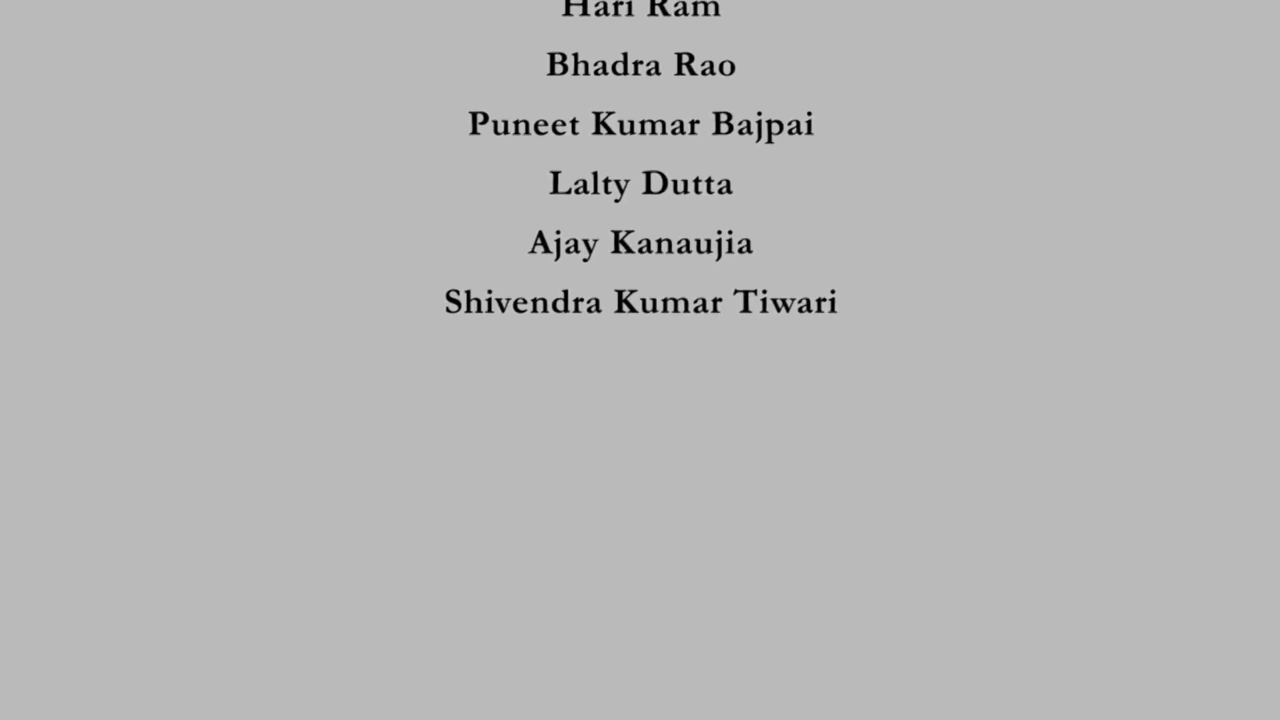 Hari Ram
Bhadra Rao
Puneet Kumar Bajpai
Lalty Dutta
Ajay Kanaujia
Shivendra Kumar Tiwari